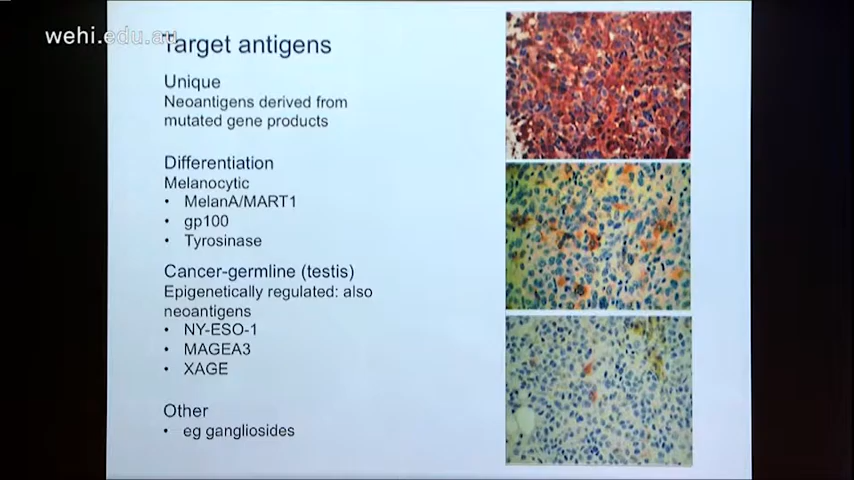 wehi.edu.au
Target antigens
Unique
Neoantigens derived from
mutated gene products
Differentiation
Melanocytic
• MelanA/MART1
• gp100
• Tyrosinase
Cancer-germline (testis)
Epigenetically regulated: also
neoantigens
• NY-ESO-1
• MAGEA3
• XAGE
Other
• eg gangliosides